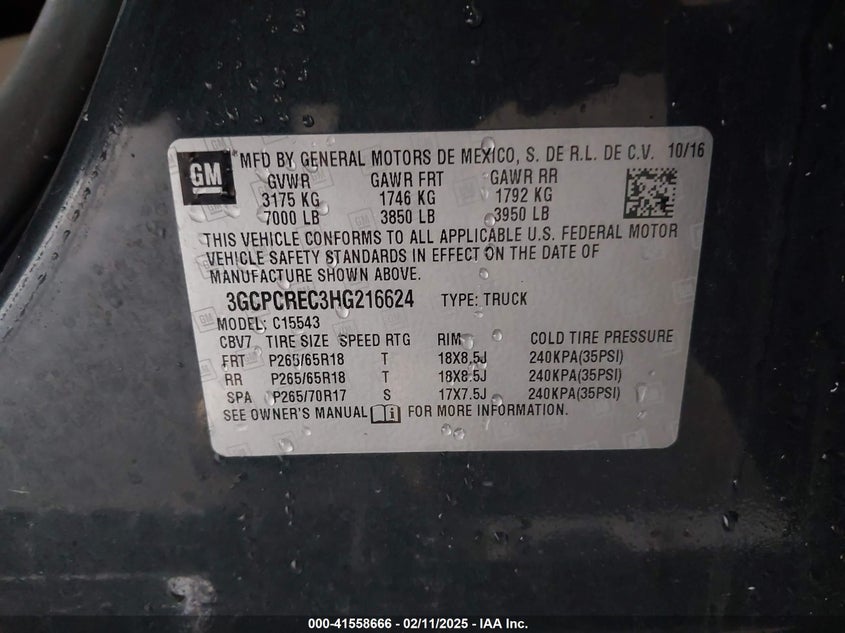 GM
*MFD BY GENERAL MOTORS DE MEXICO, S. DE R.L. DE C.V. 10/16
GVWR GAWR FRT GAWR RR
3175 KG 1746 KG 1792 KG
7000 LB 3850 LB 3950 LB
THIS VEHICLE CONFORMS TO ALL APPLICABLE U.S. FEDERAL MOTOR
VEHICLE SAFETY STANDARDS IN EFFECT ON THE DATE OF
MANUFACTURE SHOWN ABOVE.
3GCPCREC3HG216624 TYPE: TRUCK
MODEL: C15543
CBV7 TIRE SIZE SPEED RTG RIM COLD TIRE PRESSURE
FRT P265/65R18 T 18X8.5J 240KPA(35PSI)
RR P265/65R18 T 18X8.5J 240KPA(35PSI)
SPA P265/70R17 S 17X7.5J 240KPA(35PSI)
SEE OWNER'S MANUAL i FOR MORE INFORMATION.
000-41558666 - 02/11/2025 - IAA Inc.